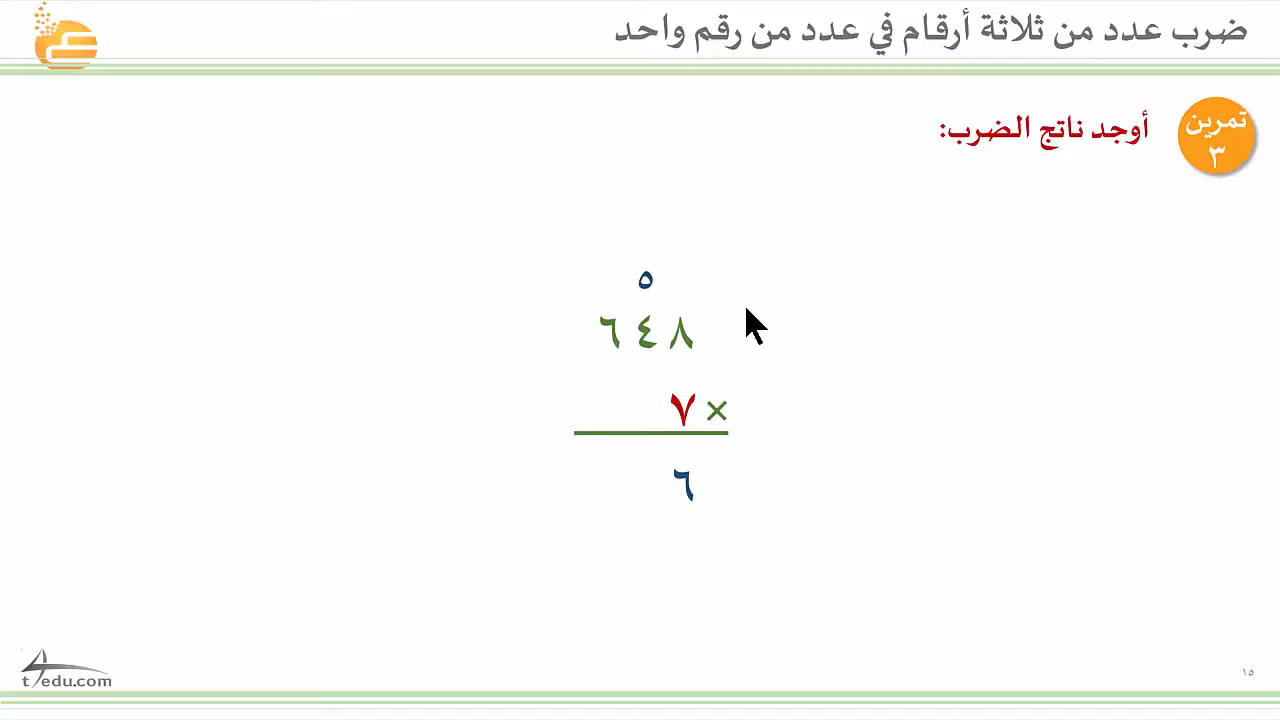 ضرب عدد من ثلاثة أرقام في عدد من رقم واحد
تمرين
٣
أوجد ناتج الضرب:
٥
٦٤٨
٧ ×
٦
t4edu.com
١٥